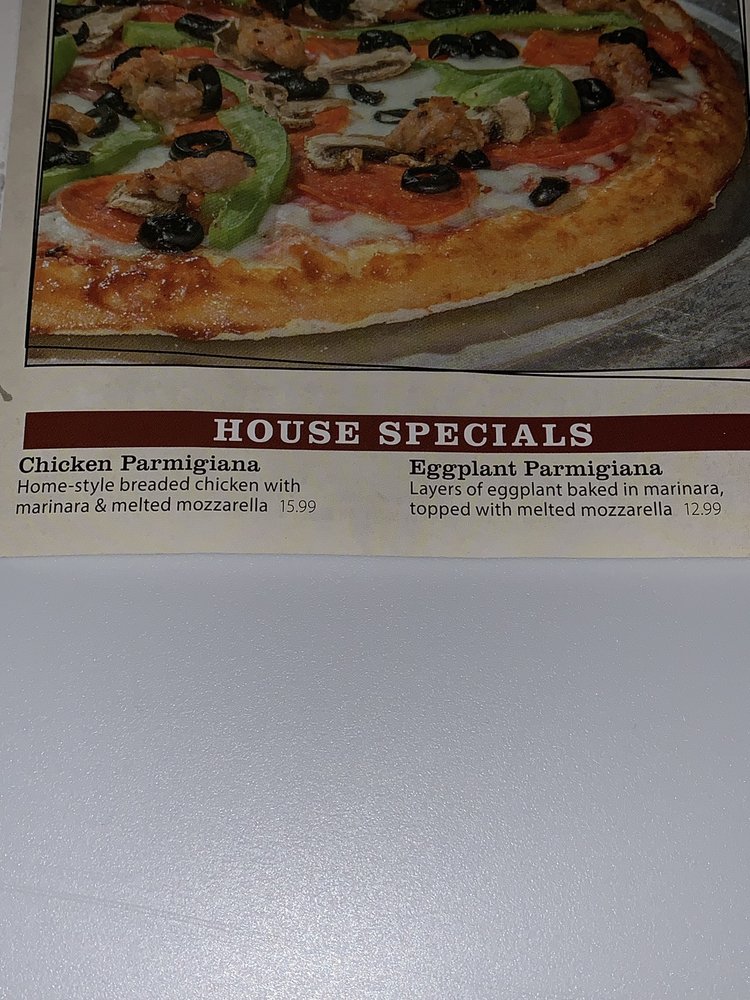 HOUSE SPECIALS
Chicken Parmigiana
Home-style breaded chicken with
marinara & melted mozzarella 15.99
Eggplant Parmigiana
Layers of eggplant baked in marinara,
topped with melted mozzarella 12.99